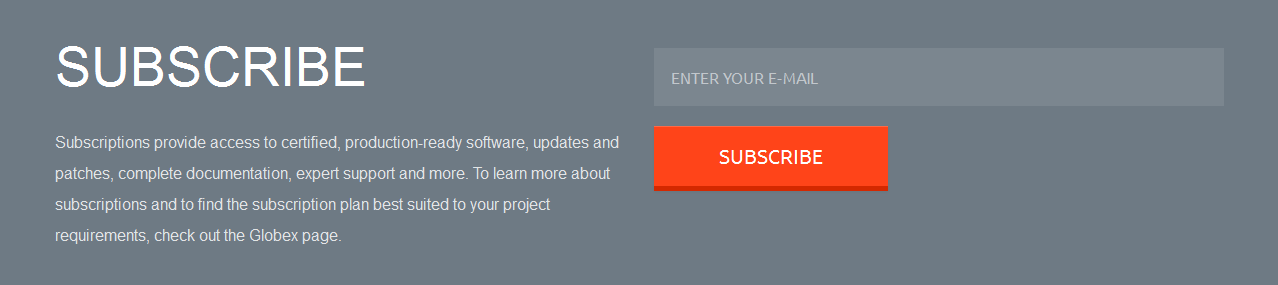 SUBSCRIBE
Subscriptions provide access to certified, production-ready software, updates and
patches, complete documentation, expert support and more. To learn more about
subscriptions and to find the subscription plan best suited to your project
requirements, check out the Globex page.
ENTER YOUR E-MAIL
SUBSCRIBE